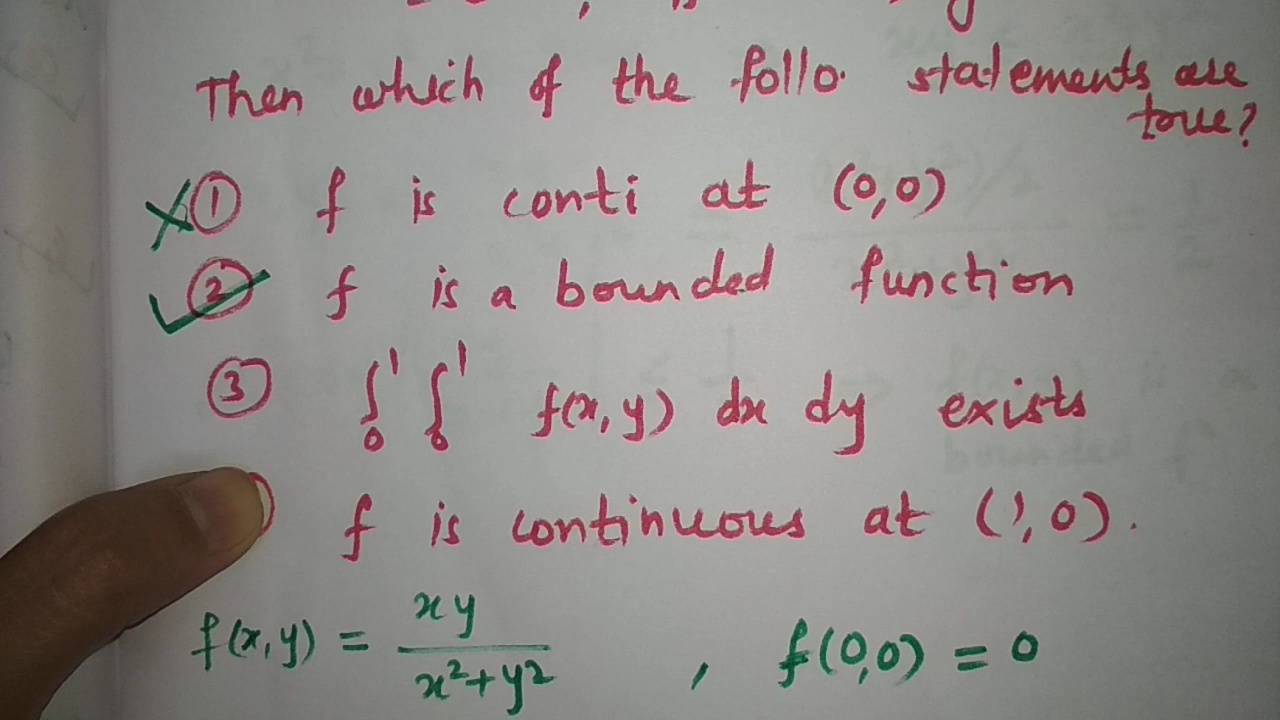 Then which of the follo. statements are
true?
① f is conti at (0,0)
② f is a bounded function
③ ∫₀¹ ∫₀¹ f(x,y) dx dy exists
f is continuous at (1,0).
f(x,y) = xy / x²+y² , f(0,0) = 0